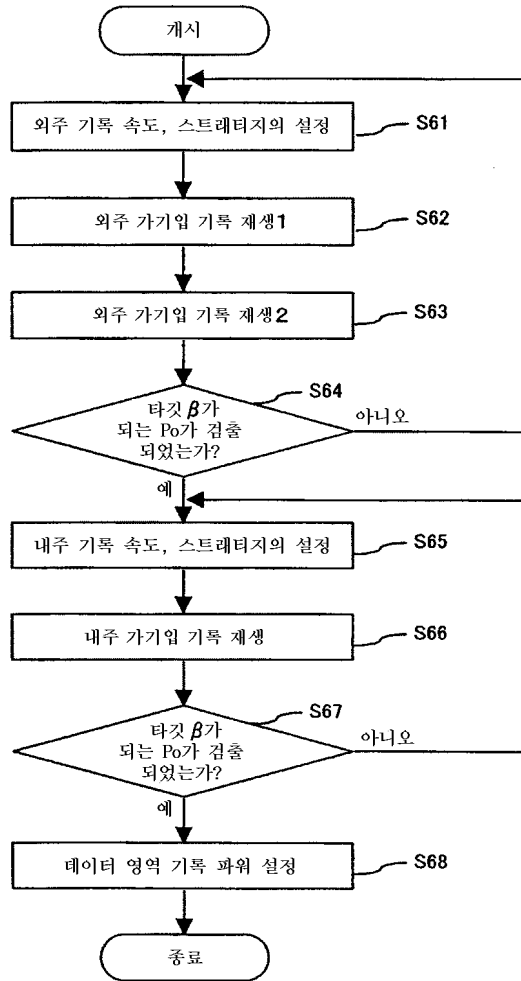 개시
외주 기록 속도, 스트래티지의 설정
S61
외주 가기입 기록 재생1
S62
외주 가기입 기록 재생2
S63
S64
타깃 β가
되는 Po가 검출
되었는가?
아니오
예
내주 기록 속도, 스트래티지의 설정
S65
내주 가기입 기록 재생
S66
S67
타깃 β가
되는 Po가 검출
되었는가?
아니오
예
데이터 영역 기록 파워 설정
S68
종료